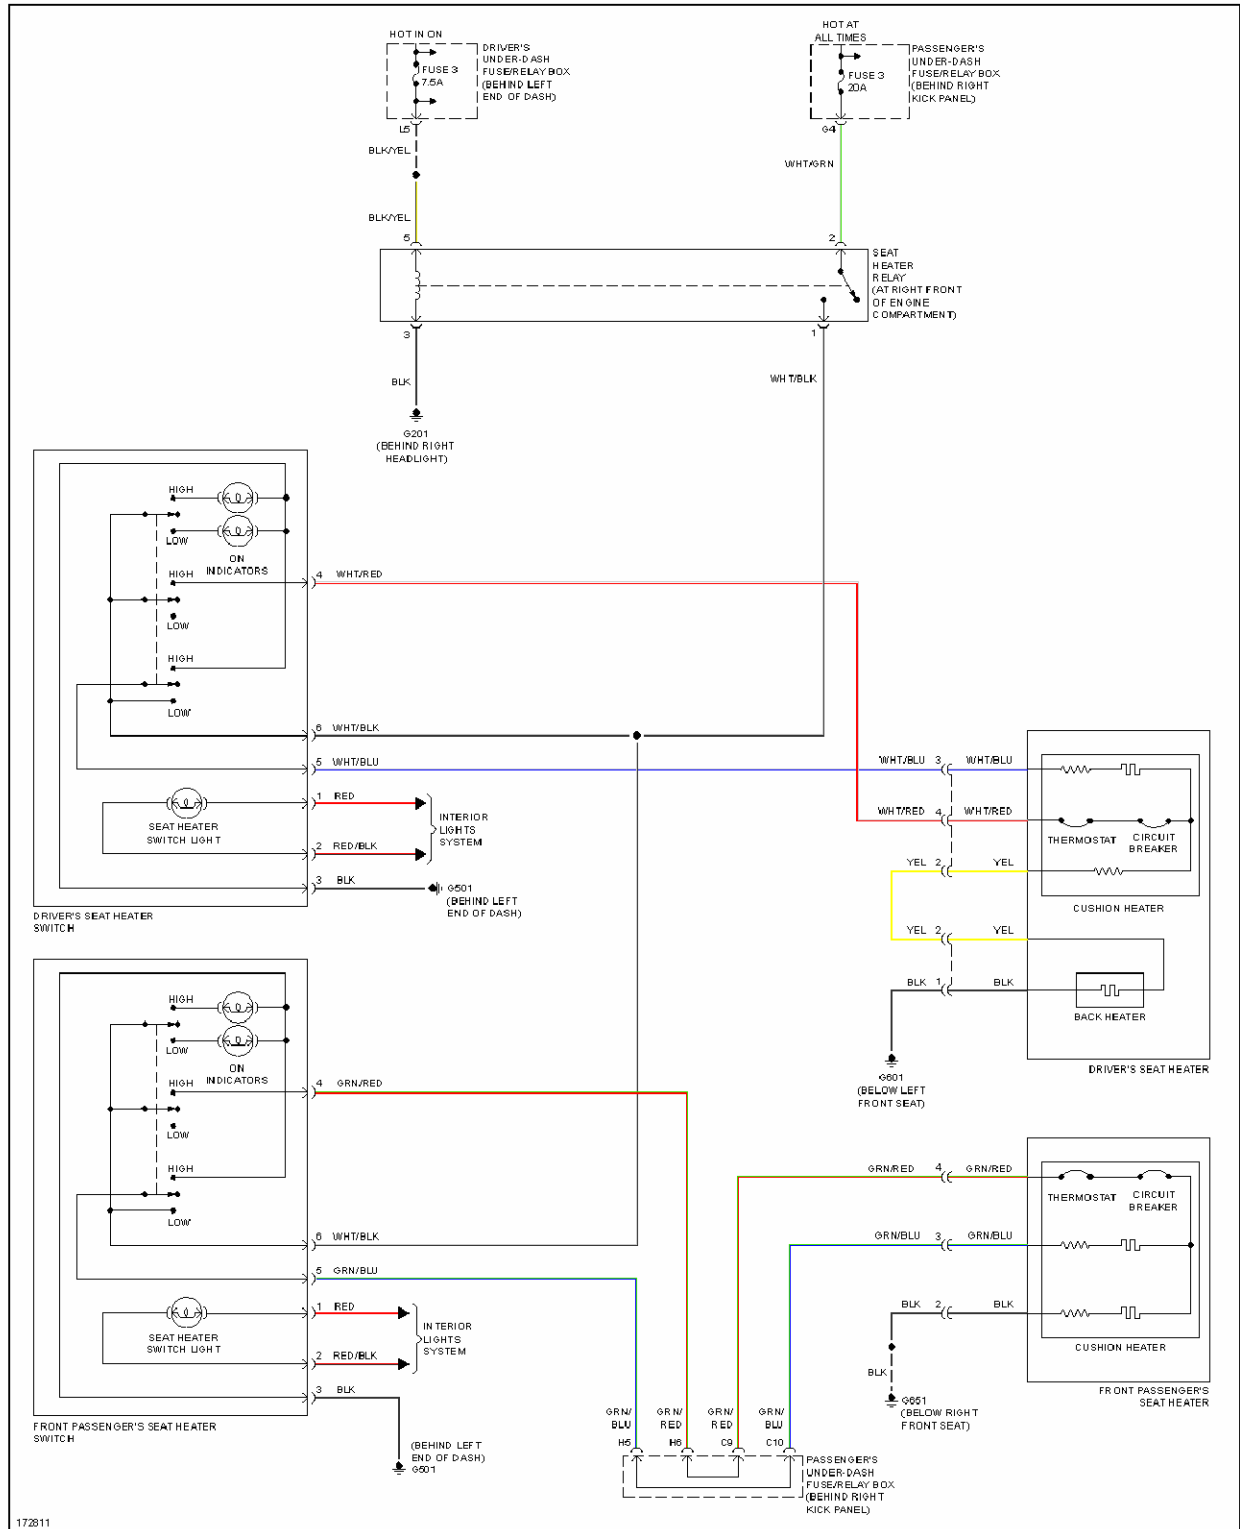 HOT IN ON
DRIVER'S
UNDER-DASH
FUSE/RELAY BOX
(BEHIND LEFT
END OF DASH)
FUSE 3
7.5A
L5
BLK/YEL
BLK/YEL
5
HOT AT
ALL TIMES
PASSENGER'S
UNDER-DASH
FUSE/RELAY BOX
(BEHIND RIGHT
KICK PANEL)
FUSE 3
20A
G4
WHT/GRN
2
SEAT
HEATER
RELAY
(AT RIGHT FRONT
OF ENGINE
COMPARTMENT)
3
1
BLK
WHT/BLK
G201
(BEHIND RIGHT
HEADLIGHT)
HIGH
LOW
ON
INDICATORS
HIGH
LOW
HIGH
LOW
4 WHT/RED
6 WHT/BLK
5 WHT/BLU
1 RED
2 RED/BLK
3 BLK
SEAT HEATER
SWITCH LIGHT
INTERIOR
LIGHTS
SYSTEM
G501
(BEHIND LEFT
END OF DASH)
DRIVER'S SEAT HEATER
SWITCH
WHT/BLU 3 WHT/BLU
WHT/RED 4 WHT/RED
YEL 2 YEL
YEL 2 YEL
BLK 1 BLK
THERMOSTAT
CIRCUIT
BREAKER
CUSHION HEATER
BACK HEATER
DRIVER'S SEAT HEATER
G601
(BELOW LEFT
FRONT SEAT)
HIGH
LOW
ON
INDICATORS
HIGH
LOW
HIGH
LOW
4 GRN/RED
6 WHT/BLK
5 GRN/BLU
1 RED
2 RED/BLK
3 BLK
SEAT HEATER
SWITCH LIGHT
INTERIOR
LIGHTS
SYSTEM
FRONT PASSENGER'S SEAT HEATER
SWITCH
(BEHIND LEFT
END OF DASH)
G501
GRN/RED 4 GRN/RED
GRN/BLU 3 GRN/BLU
BLK 2 BLK
THERMOSTAT
CIRCUIT
BREAKER
CUSHION HEATER
FRONT PASSENGER'S
SEAT HEATER
BLK
G651
(BELOW RIGHT
FRONT SEAT)
GRN/
BLU
H5
GRN/
RED
H6
GRN/
RED
C9
GRN/
BLU
C10
PASSENGER'S
UNDER-DASH
FUSE/RELAY BOX
(BEHIND RIGHT
KICK PANEL)
172811